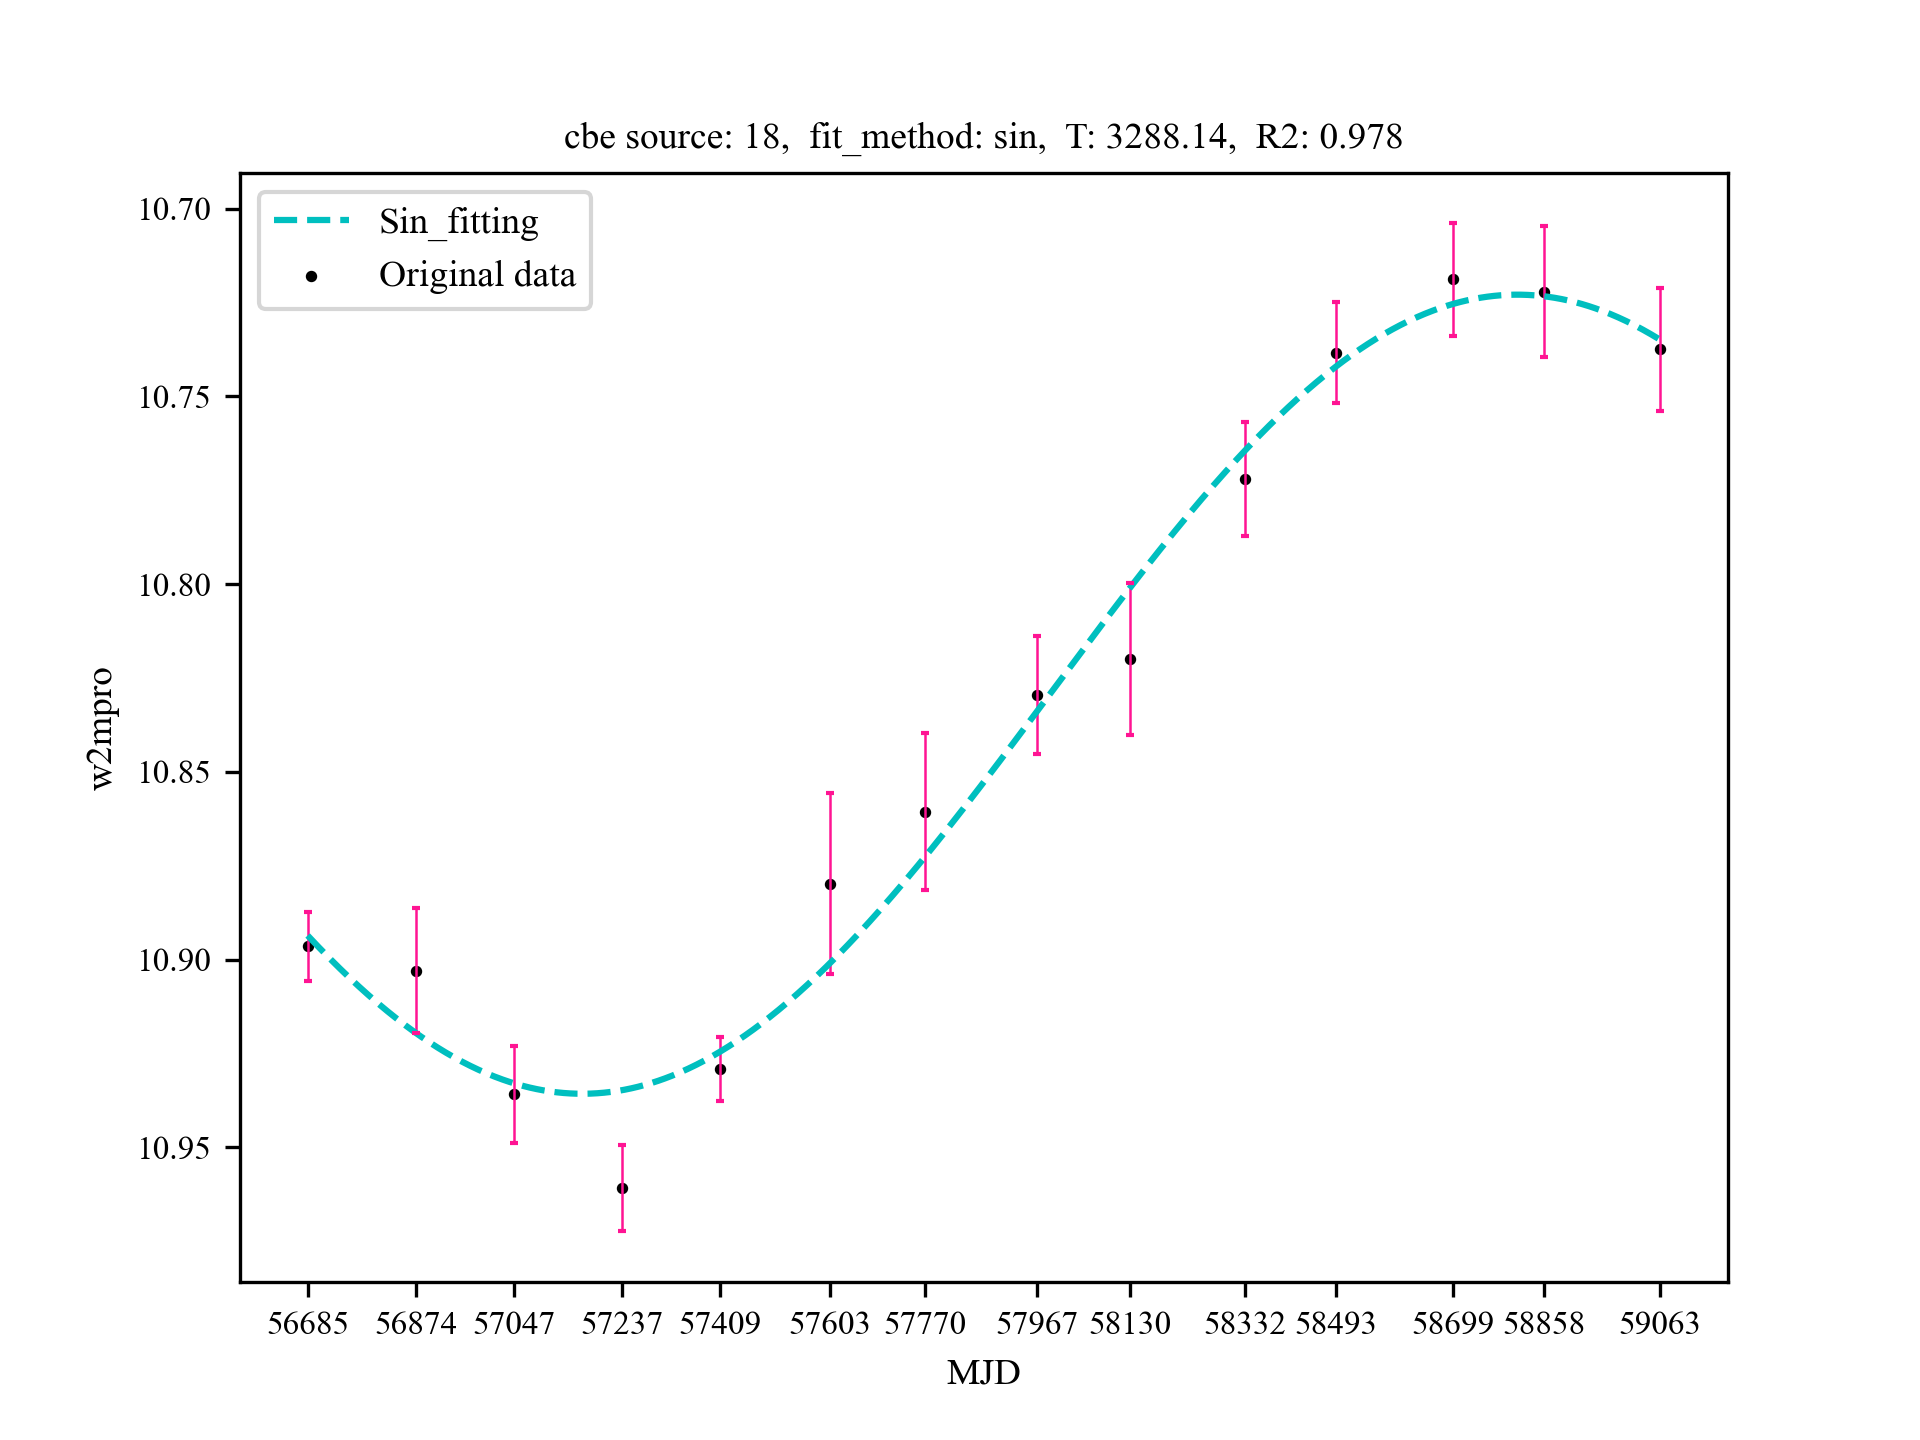 cbe source: 18, fit_method: sin, T: 3288.14, R2: 0.978
Sin_fitting
Original data
10.70
10.75
10.80
10.85
10.90
10.95
w2mpro
56685 56874 57047 57237 57409 57603 57770 57967 58130 58332 58493 58699 58858 59063
MJD